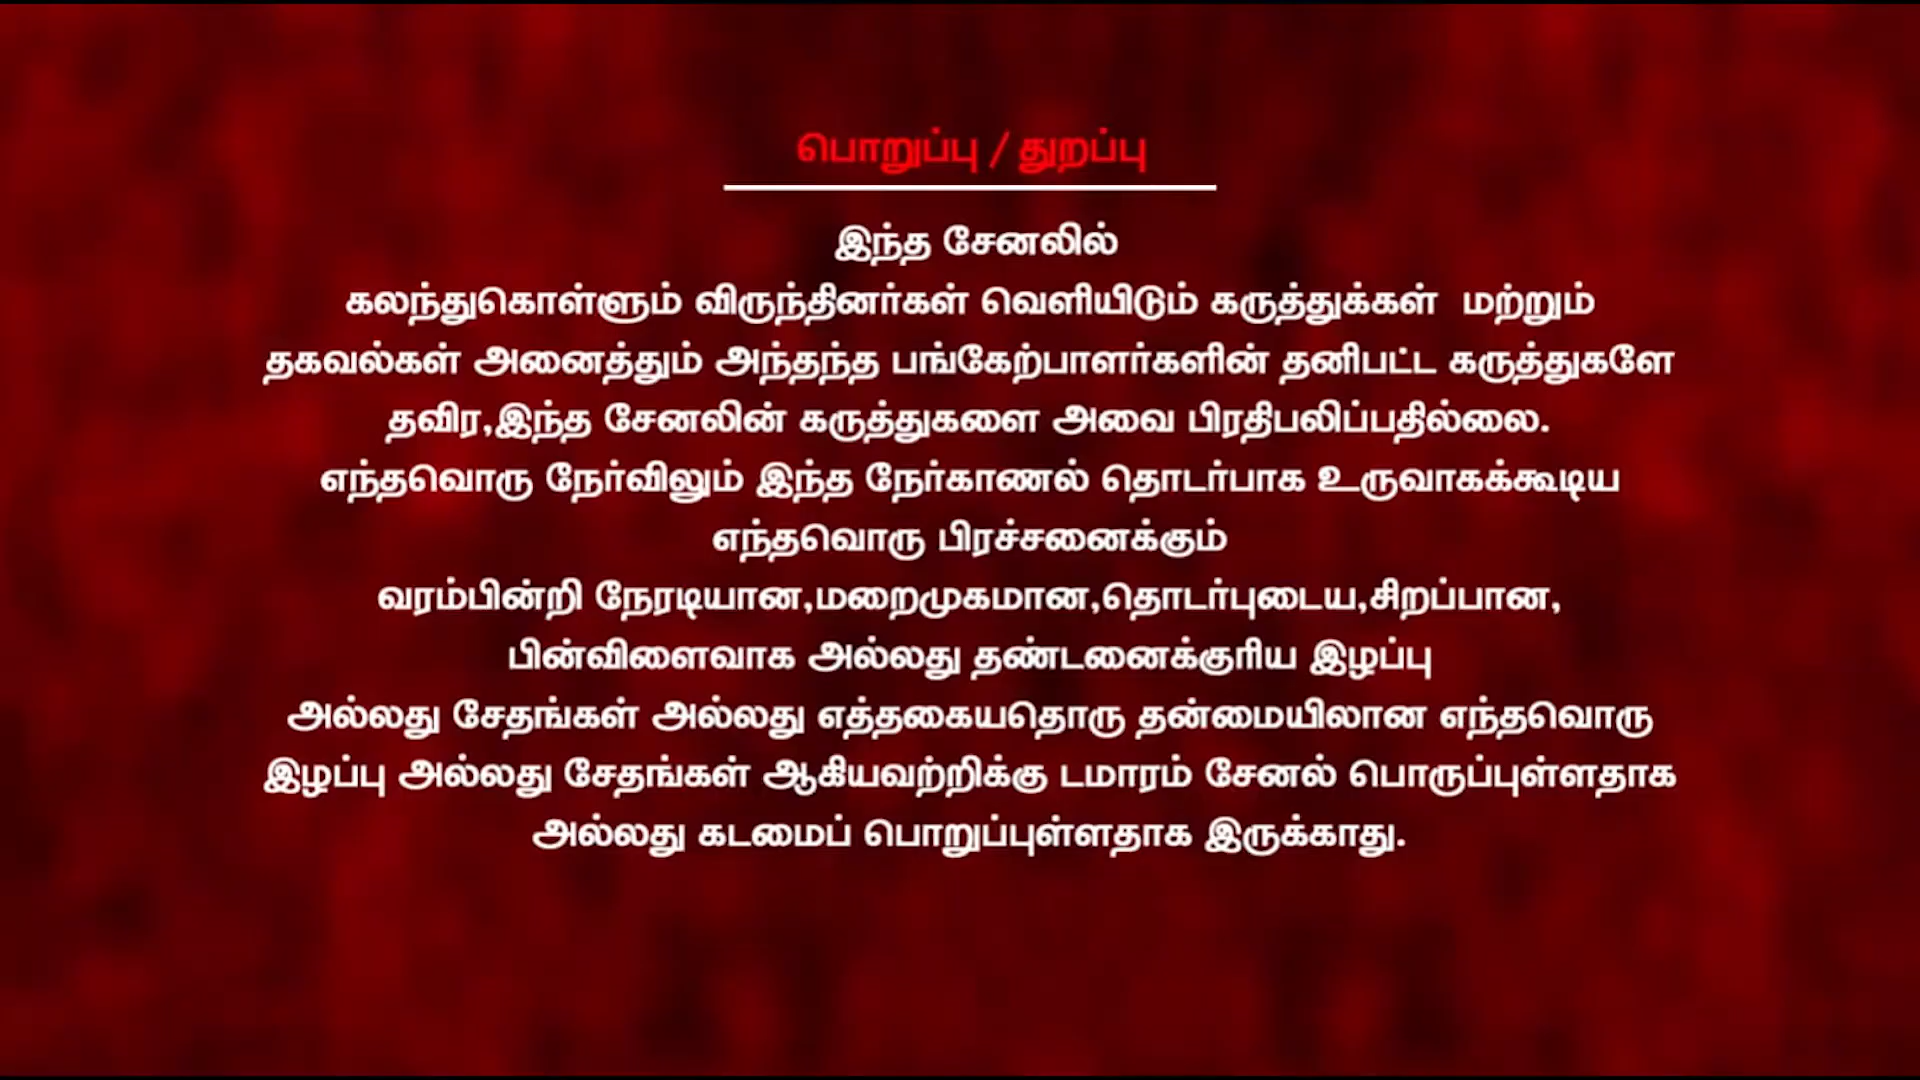 பொறுப்பு / துறப்பு
இந்த சேனலில்
கலந்துகொள்ளும் விருந்தினர்கள் வெளியிடும் கருத்துக்கள்  மற்றும்
தகவல்கள் அனைத்தும் அந்தந்த பங்கேற்பாளர்களின் தனிபட்ட கருத்துகளே
தவிர,இந்த சேனலின் கருத்துகளை அவை பிரதிபலிப்பதில்லை.
எந்தவொரு நேர்விலும் இந்த நேர்காணல் தொடர்பாக உருவாகக்கூடிய
எந்தவொரு பிரச்சனைக்கும்
வரம்பின்றி நேரடியான,மறைமுகமான,தொடர்புடைய,சிறப்பான,
பின்விளைவாக அல்லது தண்டனைக்குரிய இழப்பு
அல்லது சேதங்கள் அல்லது எத்தகையதொரு தன்மையிலான எந்தவொரு
இழப்பு அல்லது சேதங்கள் ஆகியவற்றிக்கு டமாரம் சேனல் பொருப்புள்ளதாக
அல்லது கடமைப் பொறுப்புள்ளதாக இருக்காது.